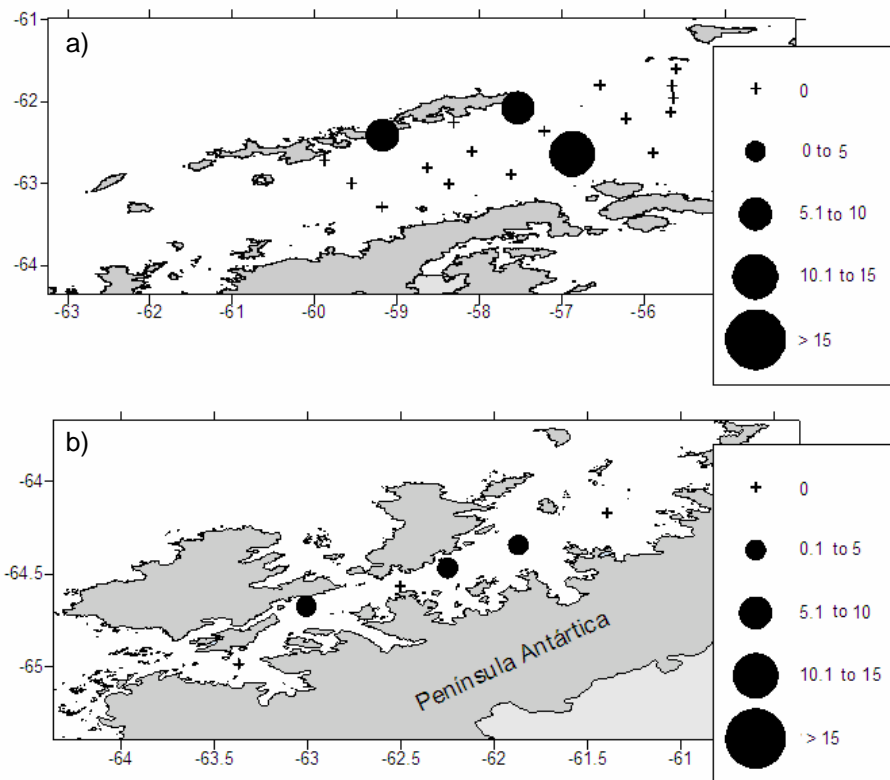 a)
-61
-62
-63
-64
-63 -62 -61 -60 -59 -58 -57 -56
0
0 to 5
5.1 to 10
10.1 to 15
> 15
b)
-64
-64.5
-65
Península Antártica
-64 -63.5 -63 -62.5 -62 -61.5 -61
0
0.1 to 5
5.1 to 10
10.1 to 15
> 15